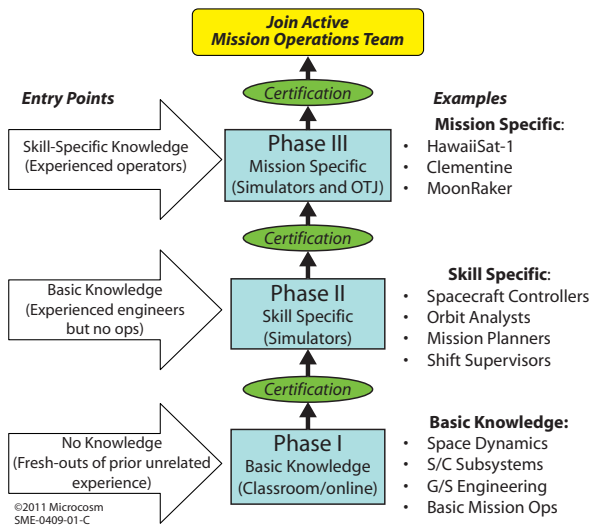 Join Active
Mission Operations Team
Certification
Entry Points
Examples
Skill-Specific Knowledge
(Experienced operators)
Phase III
Mission Specific
(Simulators and OTJ)
Mission Specific:
• HawaiiSat-1
• Clementine
• MoonRaker
Certification
Basic Knowledge
(Experienced engineers
but no ops)
Phase II
Skill Specific
(Simulators)
Skill Specific:
• Spacecraft Controllers
• Orbit Analysts
• Mission Planners
• Shift Supervisors
Certification
No Knowledge
(Fresh-outs of prior unrelated
experience)
Phase I
Basic Knowledge
(Classroom/online)
Basic Knowledge:
• Space Dynamics
• S/C Subsystems
• G/S Engineering
• Basic Mission Ops
©2011 Microcosm
SME-0409-01-C